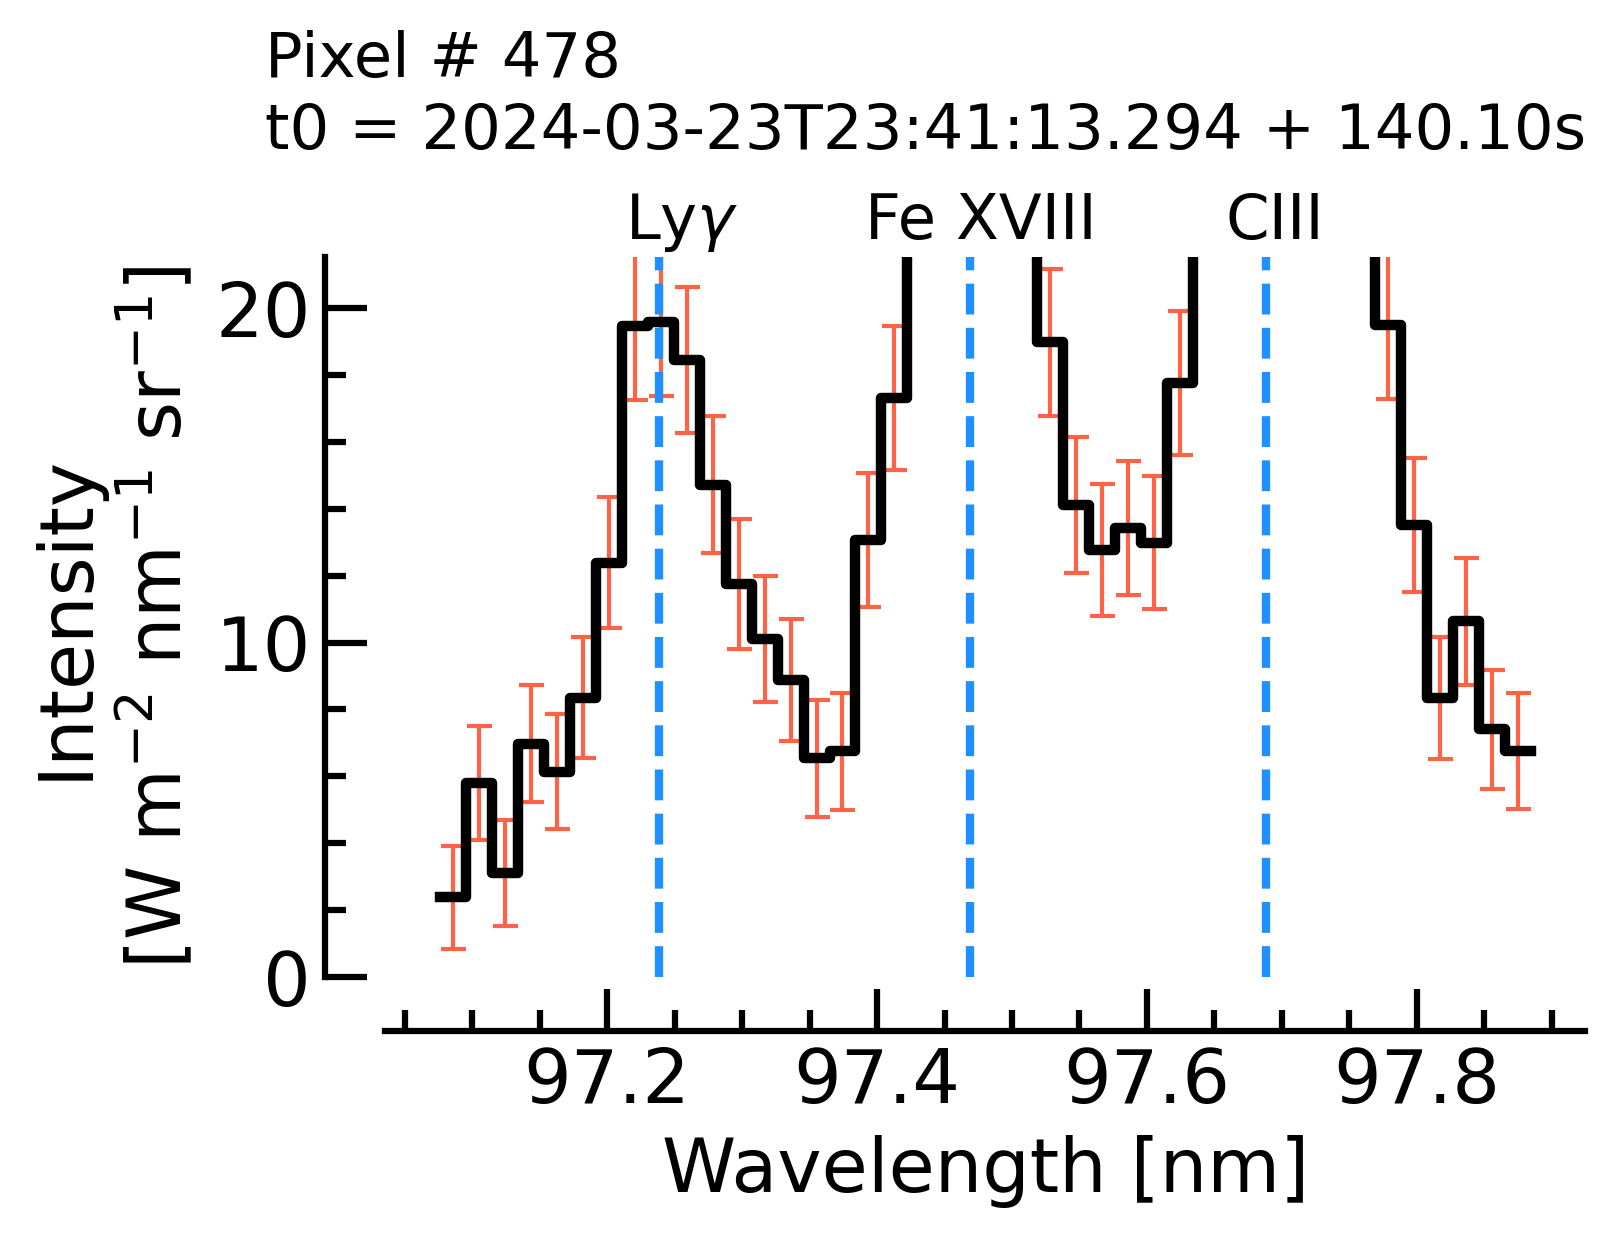 Pixel # 478
t0 = 2024-03-23T23:41:13.294 + 140.10s
Lyγ Fe XVIII CIII
Intensity
[W m⁻² nm⁻¹ sr⁻¹]
20
10
0
97.2 97.4 97.6 97.8
Wavelength [nm]